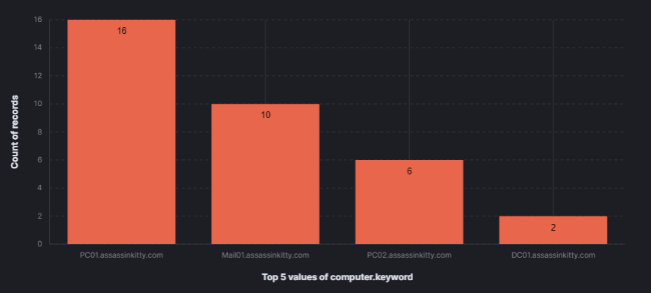 16
14
12
10
8
6
4
2
0
Count of records
16
10
6
2
PC01.assassinkitty.com
Mail01.assassinkitty.com
PC02.assassinkitty.com
DC01.assassinkitty.com
Top 5 values of computer.keyword